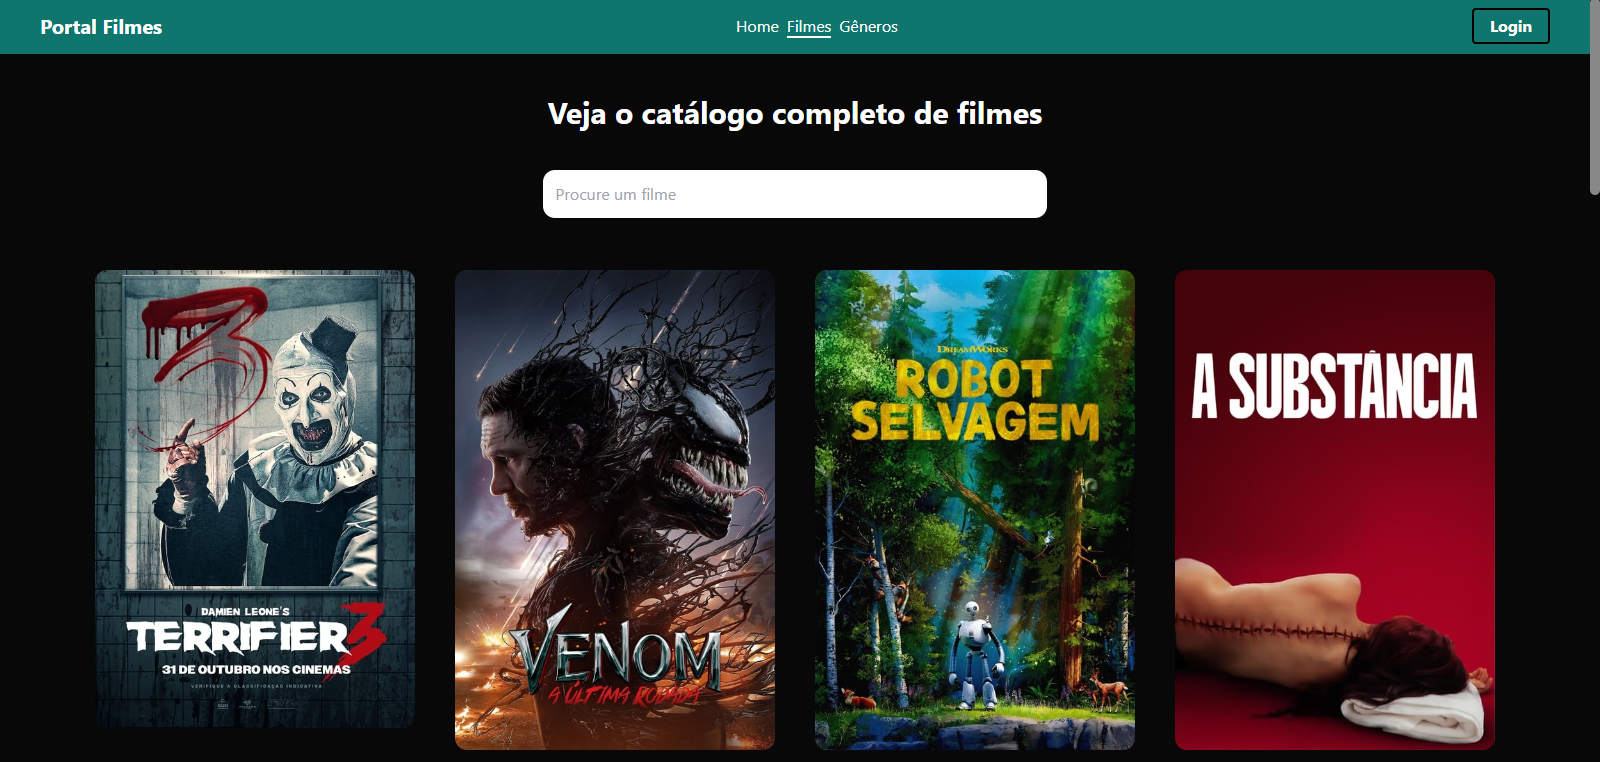 Portal Filmes
Home Filmes Gêneros
Login
Veja o catálogo completo de filmes
Procure um filme
3
DAMIEN LEONE'S
TERRIFIER 3
31 DE OUTUBRO NOS CINEMAS
VERIFIQUE A CLASSIFICAÇÃO INDICATIVA
VENOM
A ÚLTIMA RODADA
DREAMWORKS
ROBOT
SELVAGEM
A SUBSTÂNCIA